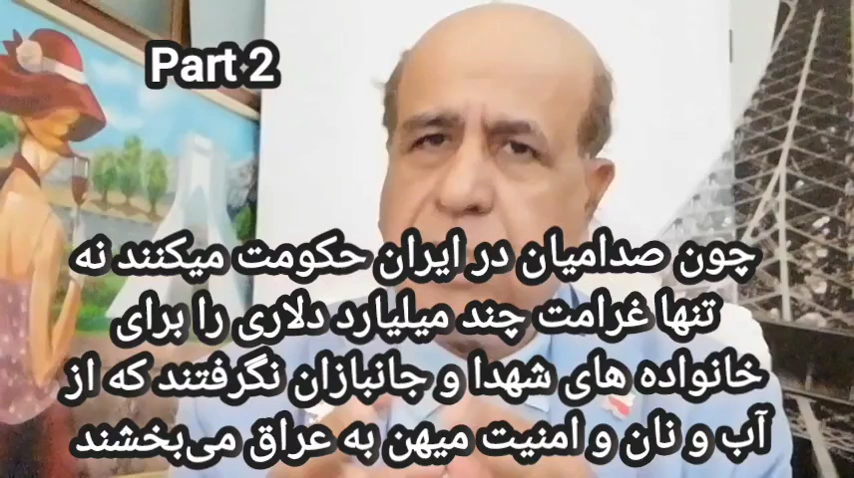 Part 2
چون صدامیان در ایران حکومت میکنند نه
تنها غرامت چند میلیارد دلاری را برای
خانواده های شهدا و جانبازان نگرفتند که از
آب و نان و امنیت میهن به عراق می‌بخشند